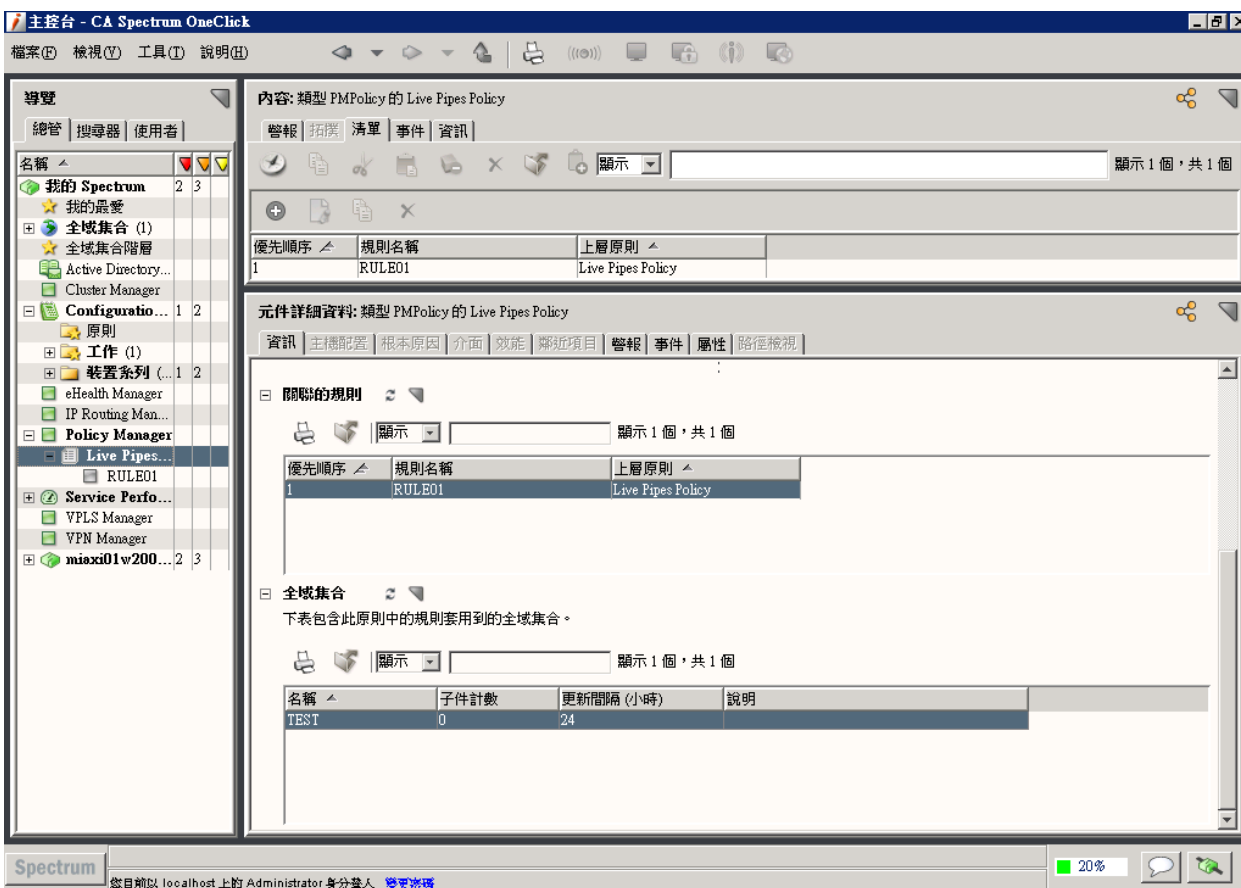 主控台 - CA Spectrum OneClick
檔案(F) 檢視(V) 工具(T) 說明(H)
導覽
總管 搜尋器 使用者
名稱
我的 Spectrum 2 3
我的最愛
全域集合 (1)
全域集合階層
Active Directory...
Cluster Manager
Configuratio... 1 2
原則
工作 (1)
裝置系列 (... 1 2
eHealth Manager
IP Routing Man...
Policy Manager
Live Pipes...
RULE01
Service Perfo...
VPLS Manager
VPN Manager
miaxi01w200... 2 3
內容: 類型 PMPolicy 的 Live Pipes Policy
警報 拓撲 清單 事件 資訊
顯示 顯示 1 個，共 1 個
優先順序 規則名稱 上層原則
1 RULE01 Live Pipes Policy
元件詳細資料: 類型 PMPolicy 的 Live Pipes Policy
資訊 主機配置 根本原因 介面 效能 鄰近項目 警報 事件 屬性 路徑檢視
關聯的規則
顯示 顯示 1 個，共 1 個
優先順序 規則名稱 上層原則
1 RULE01 Live Pipes Policy
全域集合
下表包含此原則中的規則套用到的全域集合。
顯示 顯示 1 個，共 1 個
名稱 子件計數 更新間隔 (小時) 說明
TEST 0 24
Spectrum
您目前以 localhost 上的 Administrator 身分登入 變更密碼
20%